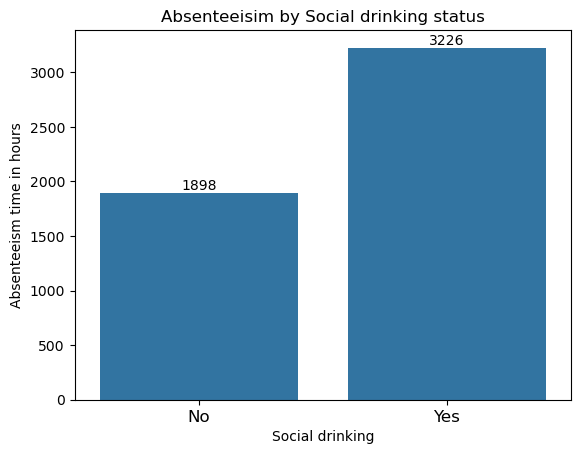 Absenteeisim by Social drinking status
3226
3000
2500
2000
1898
1500
1000
500
0
Absenteeism time in hours
No
Yes
Social drinking